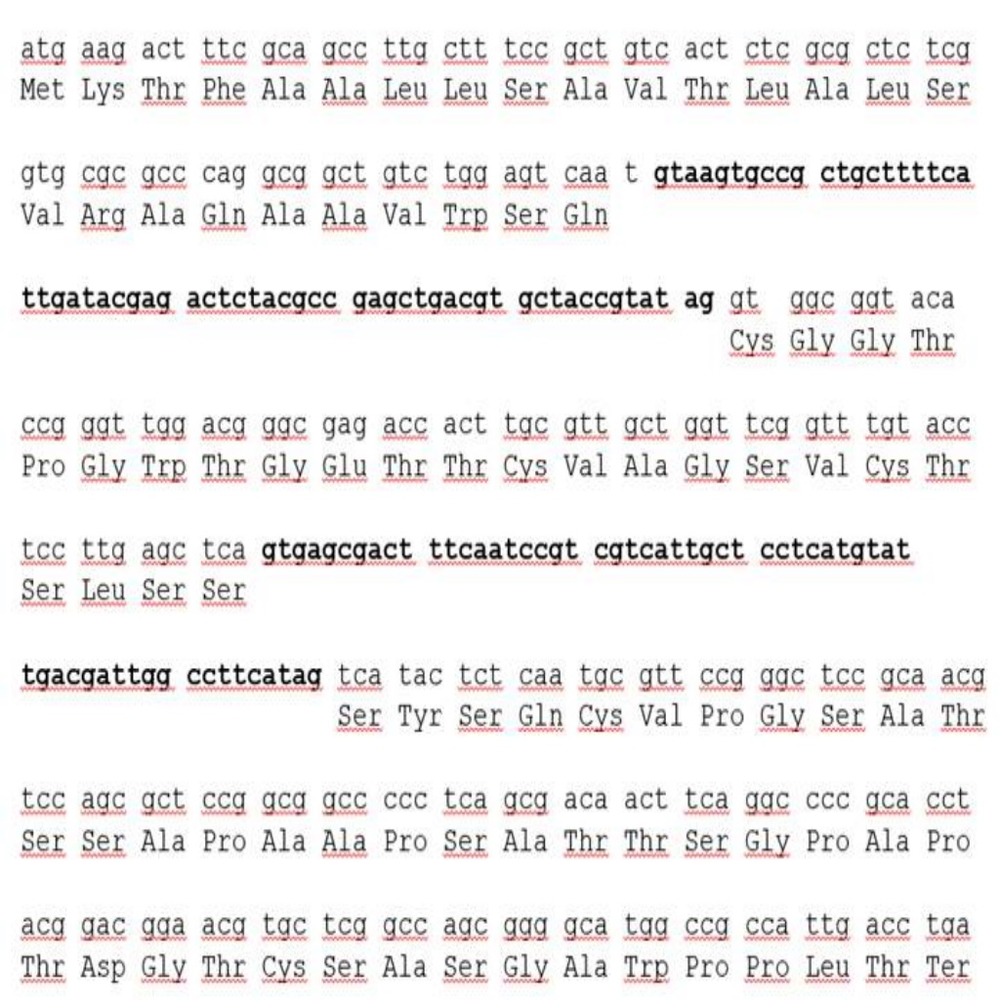 atg aag act ttc gca gcc ttg ctt tcc gct gtc act ctc gcg ctc tcg
Met Lys Thr Phe Ala Ala Leu Leu Ser Ala Val Thr Leu Ala Leu Ser
gtg cgc gcc cag gcg gct gtc tgg agt caa t gtaagtgccg ctgcttttca
Val Arg Ala Gln Ala Ala Val Trp Ser Gln
ttgatacgag actctacgcc gagctgacgt gctaccgtat ag gt ggc ggt aca
Cys Gly Gly Thr
ccg ggt tgg acg ggc gag acc act tgc gtt gct ggt tcg gtt tgt acc
Pro Gly Trp Thr Gly Glu Thr Thr Cys Val Ala Gly Ser Val Cys Thr
tcc ttg agc tca gtgagcgact ttcaatccgt cgtcattgct cctcatgtat
Ser Leu Ser Ser
tgacgattgg ccttcatag tca tac tct caa tgc gtt ccg ggc tcc gca acg
Ser Tyr Ser Gln Cys Val Pro Gly Ser Ala Thr
tcc agc gct ccg gcg gcc ccc tca gcg aca act tca ggc ccc gca cct
Ser Ser Ala Pro Ala Ala Pro Ser Ala Thr Thr Ser Gly Pro Ala Pro
acg gac gga acg tgc tcg gcc agc ggg gca tgg ccg cca ttg acc tga
Thr Asp Gly Thr Cys Ser Ala Ser Gly Ala Trp Pro Pro Leu Thr Ter